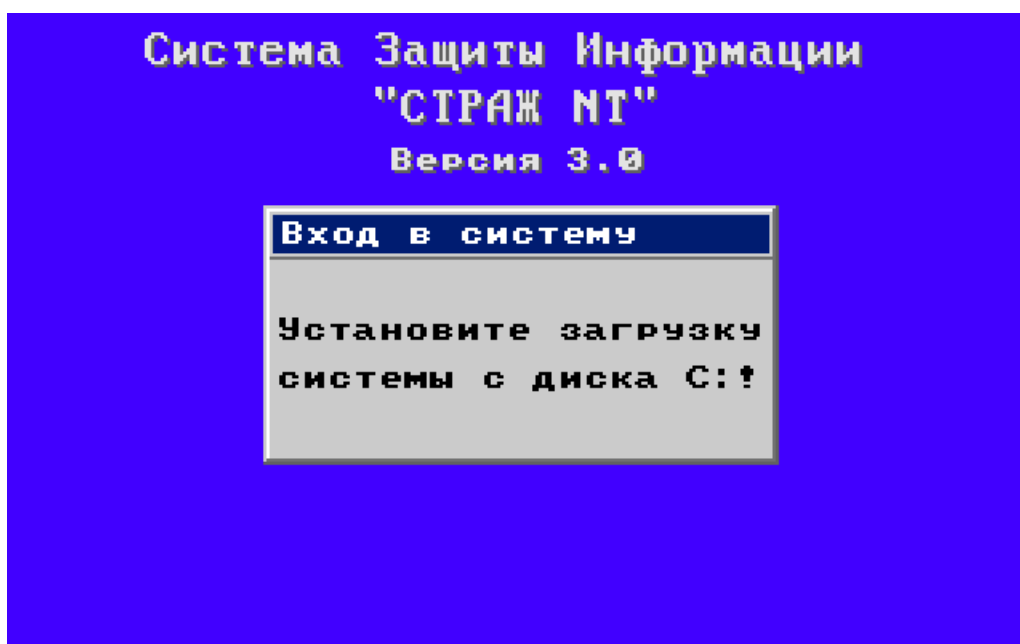 Система Защиты Информации
"СТРАЖ NT"
Версия 3.0
Вход в систему
Установите загрузку
системы с диска C:!